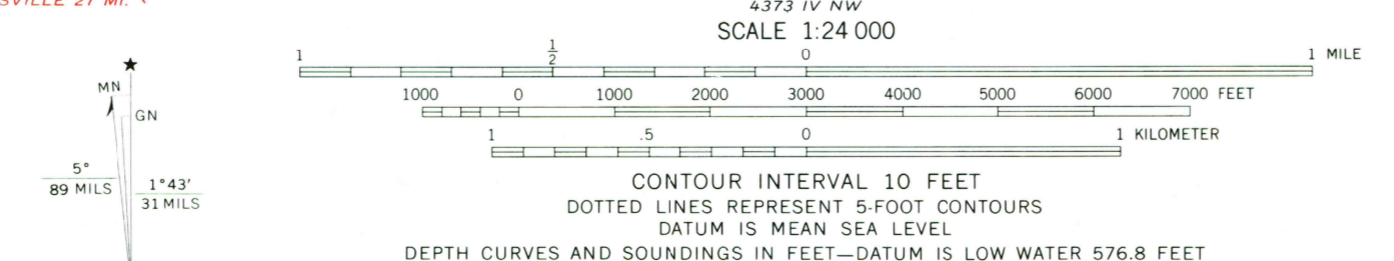 SVILLE 27 MI.
4373 IV NW
SCALE 1:24 000
1 1/2 0 1 MILE
1000 0 1000 2000 3000 4000 5000 6000 7000 FEET
1 .5 0 1 KILOMETER
CONTOUR INTERVAL 10 FEET
DOTTED LINES REPRESENT 5-FOOT CONTOURS
DATUM IS MEAN SEA LEVEL
DEPTH CURVES AND SOUNDINGS IN FEET—DATUM IS LOW WATER 576.8 FEET
★
MN
GN
5°
89 MILS
1°43′
31 MILS